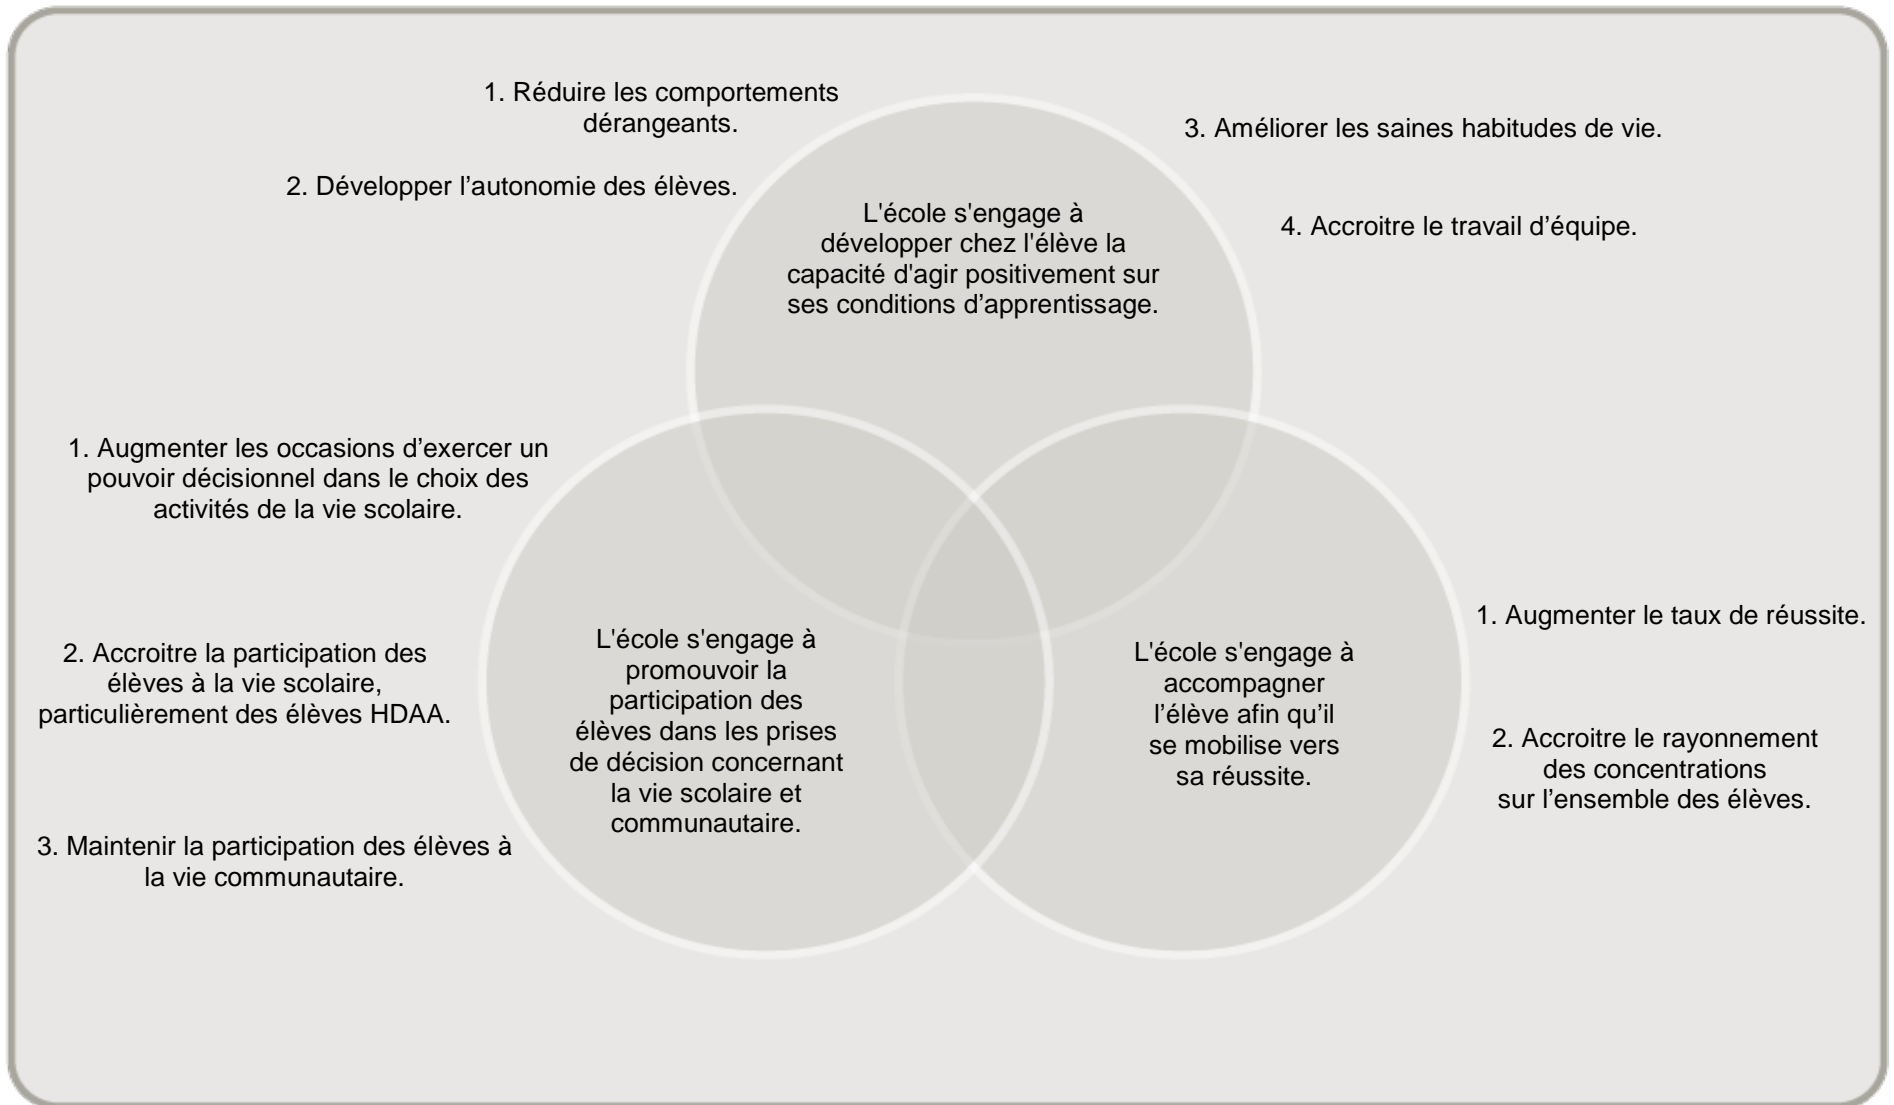 1. Réduire les comportements
dérangeants.
2. Développer l’autonomie des élèves.
3. Améliorer les saines habitudes de vie.
4. Accroitre le travail d’équipe.
L'école s'engage à
développer chez l'élève la
capacité d'agir positivement sur
ses conditions d’apprentissage.
1. Augmenter les occasions d’exercer un
pouvoir décisionnel dans le choix des
activités de la vie scolaire.
2. Accroitre la participation des
élèves à la vie scolaire,
particulièrement des élèves HDAA.
3. Maintenir la participation des élèves à
la vie communautaire.
L'école s'engage à
promouvoir la
participation des
élèves dans les prises
de décision concernant
la vie scolaire et
communautaire.
L'école s'engage à
accompagner
l’élève afin qu’il
se mobilise vers
sa réussite.
1. Augmenter le taux de réussite.
2. Accroitre le rayonnement
des concentrations
sur l’ensemble des élèves.